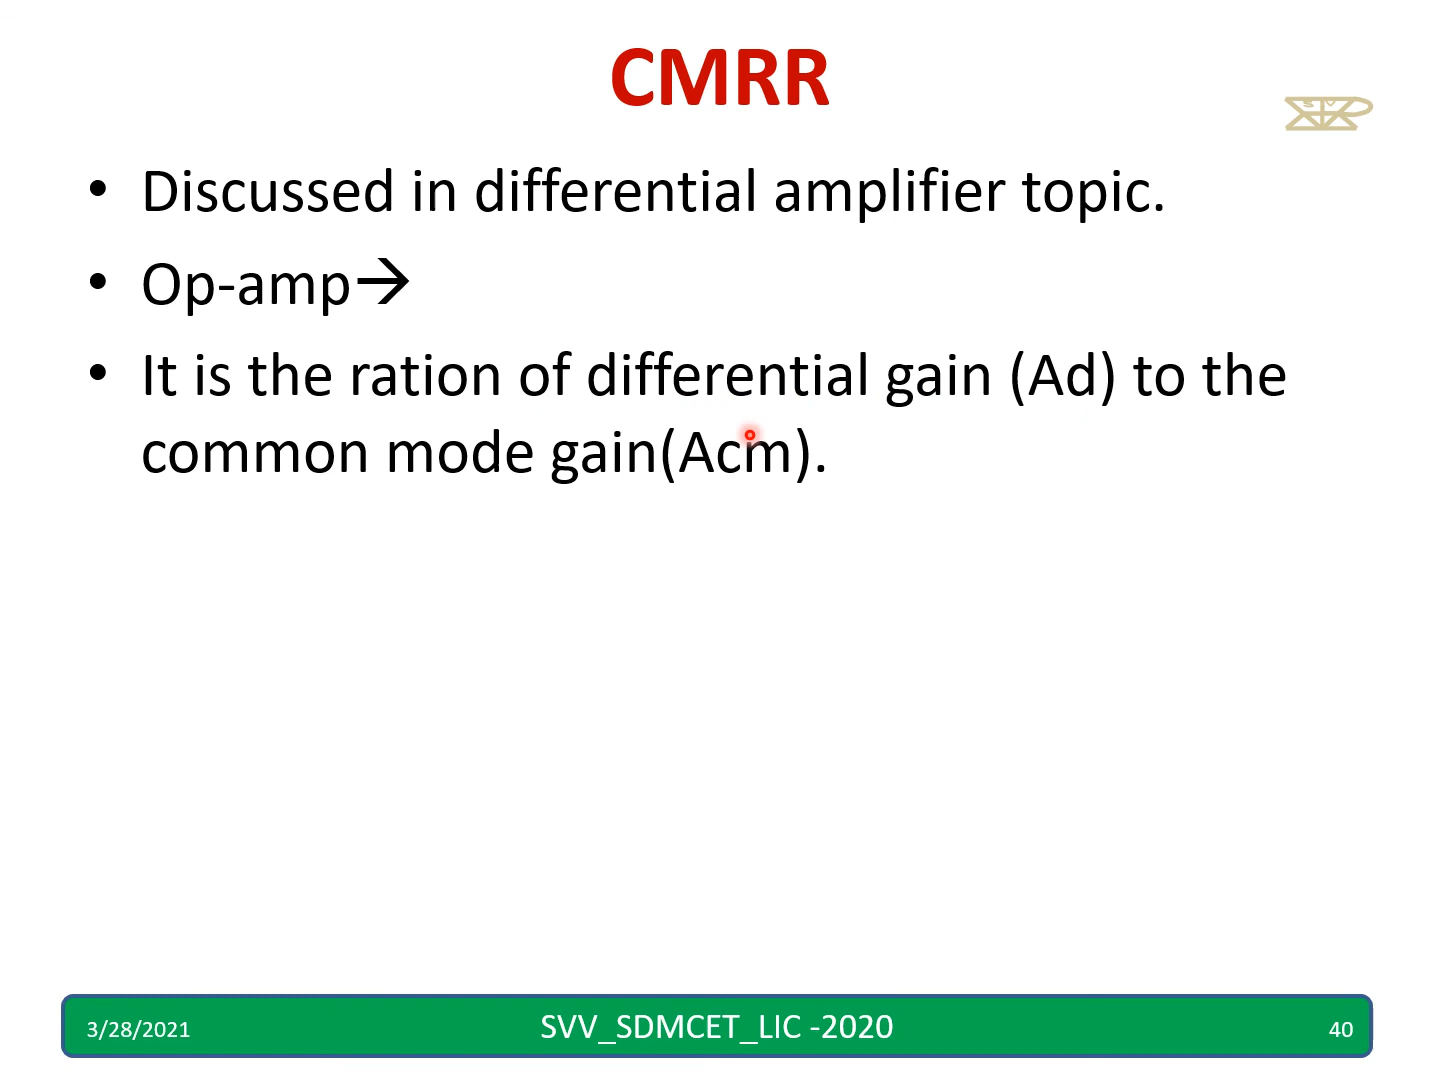 CMRR
• Discussed in differential amplifier topic.
• Op-amp→
• It is the ration of differential gain (Ad) to the
common mode gain(Acm).
3/28/2021
SVV_SDMCET_LIC -2020
40